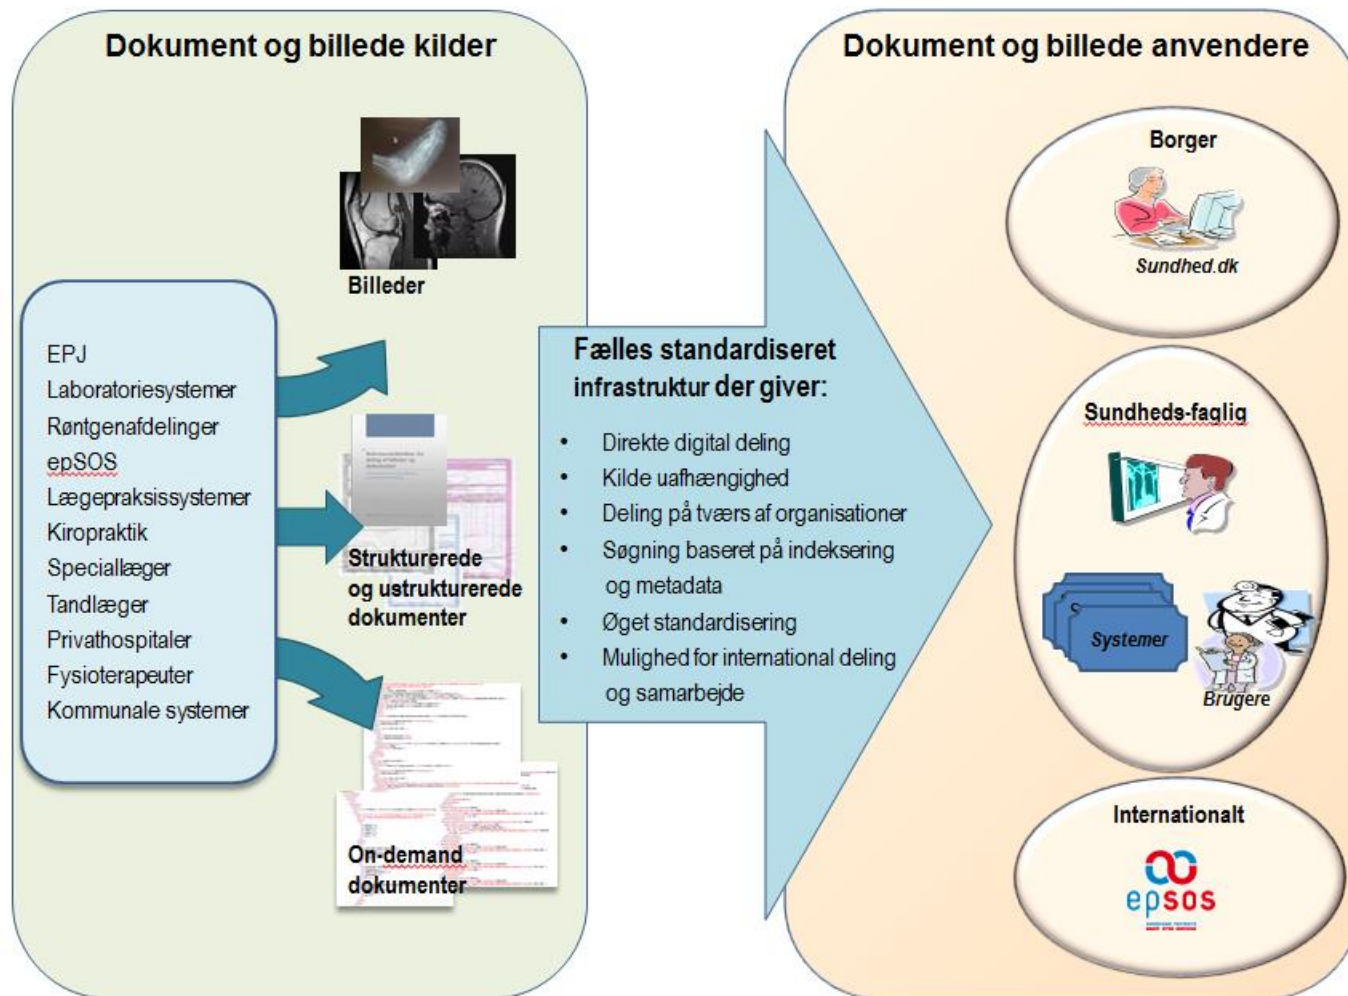 Dokument og billede kilder
Billeder
EPJ
Laboratoriesystemer
Røntgenafdelinger
epSOS
Lægepraksissystemer
Kiropraktik
Speciallæger
Tandlæger
Privathospitaler
Fysioterapeuter
Kommunale systemer
Strukturerede
og ustrukturerede
dokumenter
On-demand
dokumenter
Fælles standardiseret
infrastruktur der giver:
• Direkte digital deling
• Kilde uafhængighed
• Deling på tværs af organisationer
• Søgning baseret på indeksering
og metadata
• Øget standardisering
• Mulighed for international deling
og samarbejde
Dokument og billede anvendere
Borger
Sundhed.dk
Sundheds-faglig
S
Systemer
Brugere
Internationalt
epsos